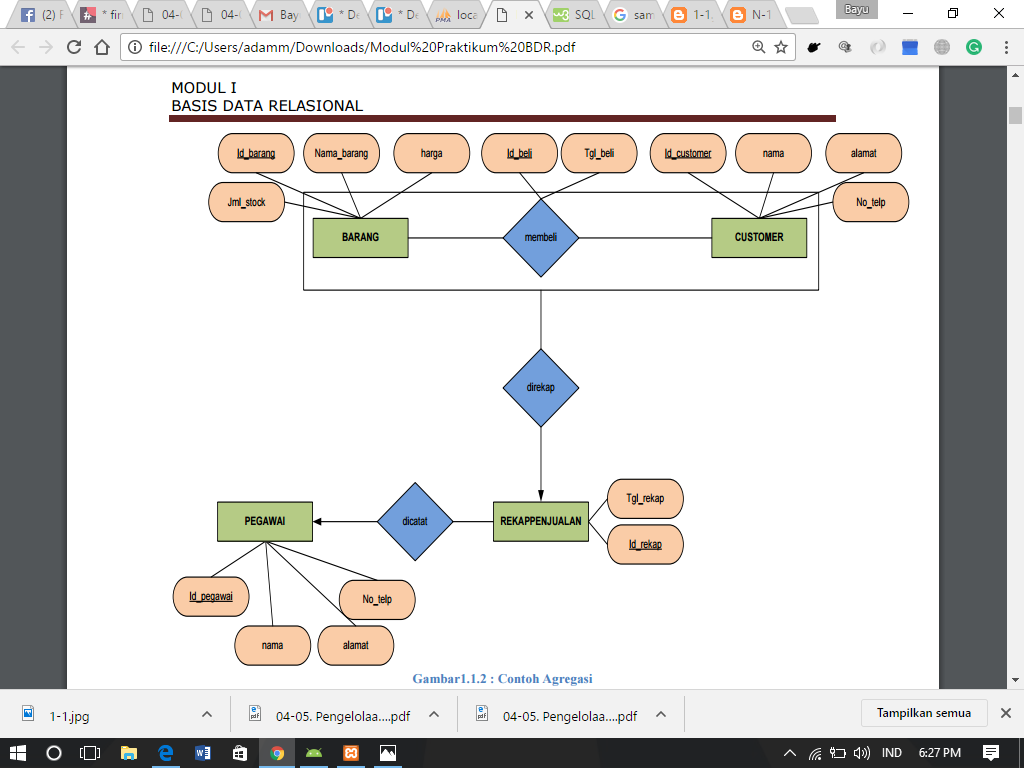 (2) F
* fir
04-(
04-(
Bay
* De
* De
loca
SQL
sam
1-1.
N-1
Bayu
file:///C:/Users/adamm/Downloads/Modul%20Praktikum%20BDR.pdf
MODUL I
BASIS DATA RELASIONAL
Id_barang
Nama_barang
harga
Id_beli
Tgl_beli
Id_customer
nama
alamat
Jml_stock
No_telp
BARANG
membeli
CUSTOMER
direkap
Tgl_rekap
PEGAWAI
dicatat
REKAPPENJUALAN
Id_rekap
Id_pegawai
No_telp
nama
alamat
Gambar1.1.2 : Contoh Agregasi
1-1.jpg
04-05. Pengelolaa....pdf
04-05. Pengelolaa....pdf
Tampilkan semua
IND
6:27 PM